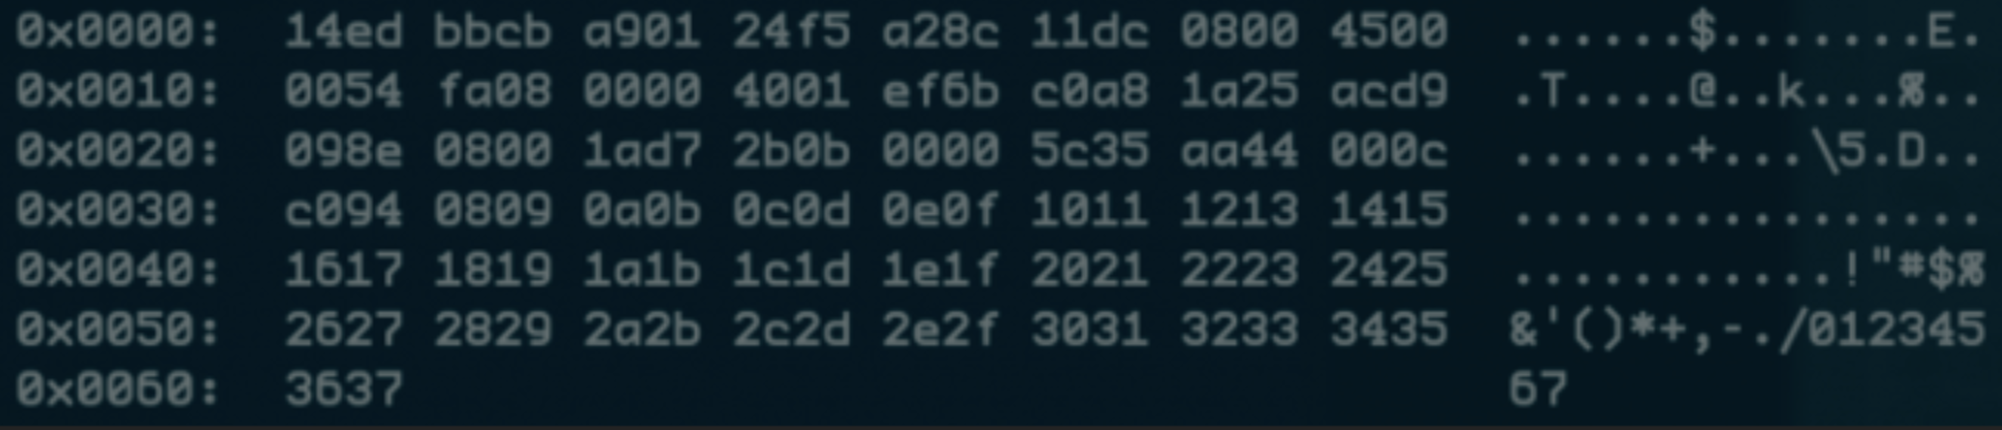 0x0000:  14ed bbcb a901 24f5 a28c 11dc 0800 4500  ......$.......E.
0x0010:  0054 fa08 0000 4001 ef6b c0a8 1a25 acd9  .T....@..k...%..
0x0020:  098e 0800 1ad7 2b0b 0000 5c35 aa44 000c  ......+...\5.D..
0x0030:  c094 0809 0a0b 0c0d 0e0f 1011 1213 1415  ................
0x0040:  1617 1819 1a1b 1c1d 1e1f 2021 2223 2425  ...........!"#$%
0x0050:  2627 2829 2a2b 2c2d 2e2f 3031 3233 3435  &'()*+,-./012345
0x0060:  3637                                     67